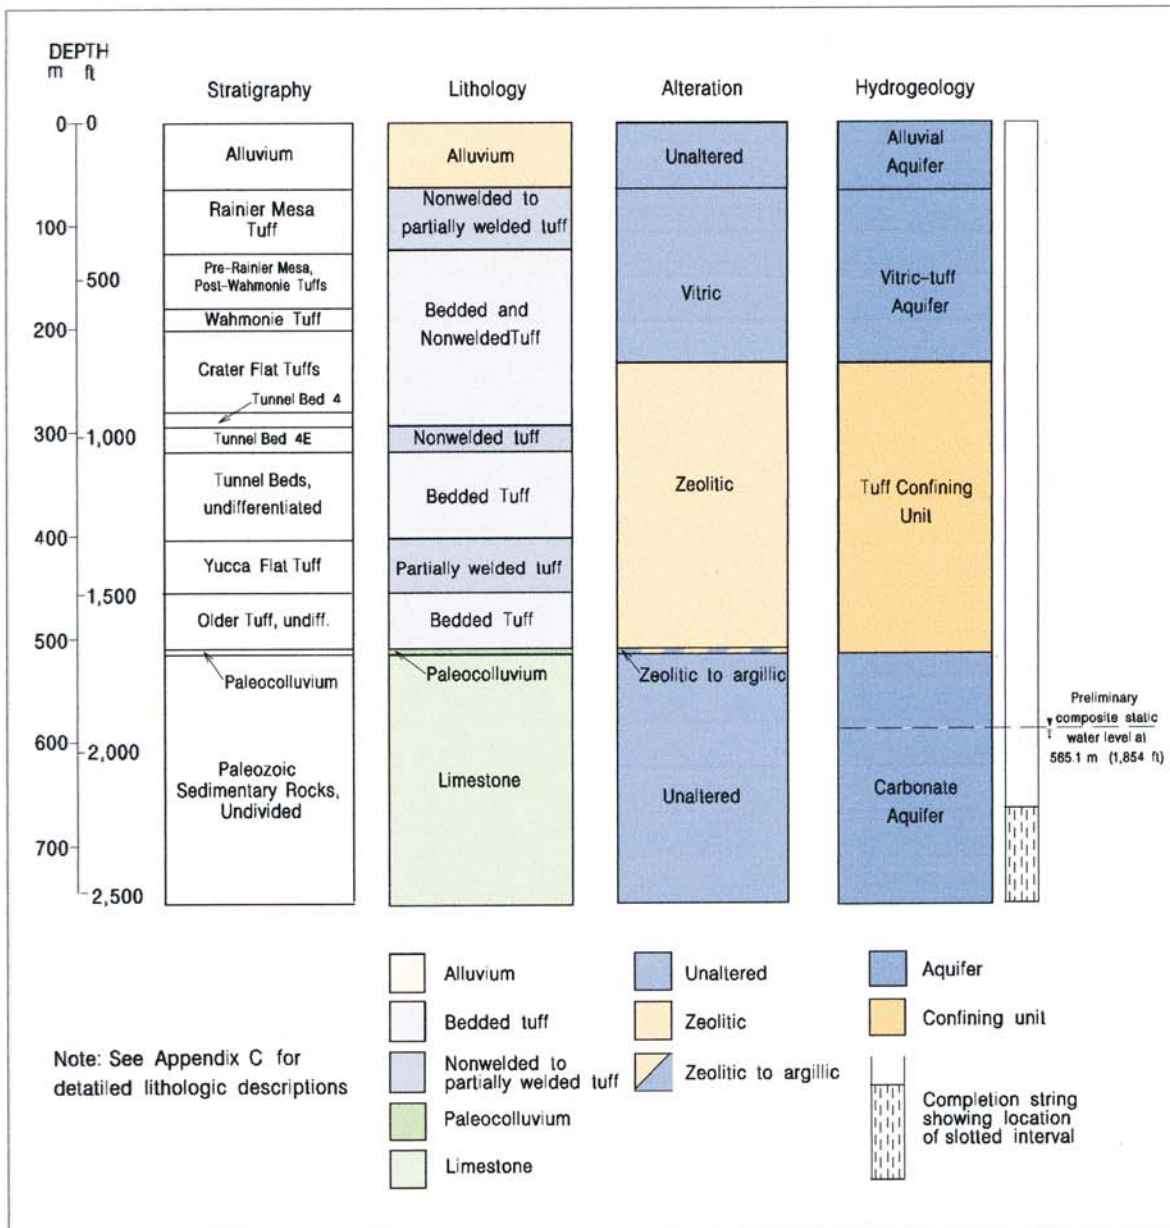 DEPTH
m ft
Stratigraphy
Lithology
Alteration
Hydrogeology
0
0
100
500
200
300
1,000
400
1,500
500
600
2,000
700
2,500
Alluvium
Rainier Mesa
Tuff
Pre-Rainier Mesa,
Post-Wahmonie Tuffs
Wahmonie Tuff
Crater Flat Tuffs
Tunnel Bed 4
Tunnel Bed 4E
Tunnel Beds,
undifferentiated
Yucca Flat Tuff
Older Tuff, undiff.
Paleocolluvium
Paleozoic
Sedimentary Rocks,
Undivided
Alluvium
Nonwelded to
partially welded tuff
Bedded and
NonweldedTuff
Nonwelded tuff
Bedded Tuff
Partially welded tuff
Bedded Tuff
Paleocolluvium
Limestone
Unaltered
Vitric
Zeolitic
Zeolitic to argillic
Unaltered
Alluvial
Aquifer
Vitric-tuff
Aquifer
Tuff Confining
Unit
Carbonate
Aquifer
Preliminary
composite static
water level at
565.1 m (1,854 ft)
Alluvium
Bedded tuff
Nonwelded to
partially welded tuff
Paleocolluvium
Limestone
Unaltered
Zeolitic
Zeolitic to argillic
Aquifer
Confining unit
Completion string
showing location
of slotted interval
Note: See Appendix C for
detatiled lithologic descriptions